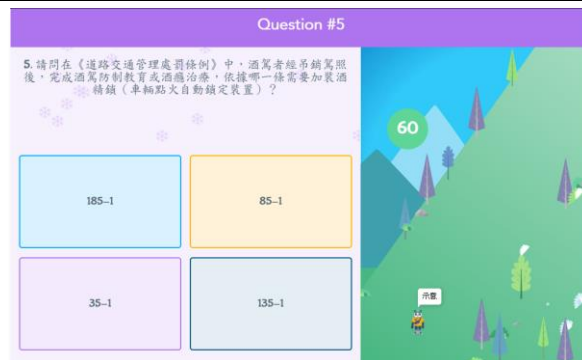 Question #5
5. 請問在《道路交通管理處罰條例》中，酒駕者經吊銷駕照
後，完成酒駕防制教育或酒癮治療，依據哪一條需要加裝酒
精鎖（車輛點火自動鎖定裝置）？
60
185-1
85-1
35-1
135-1
示意